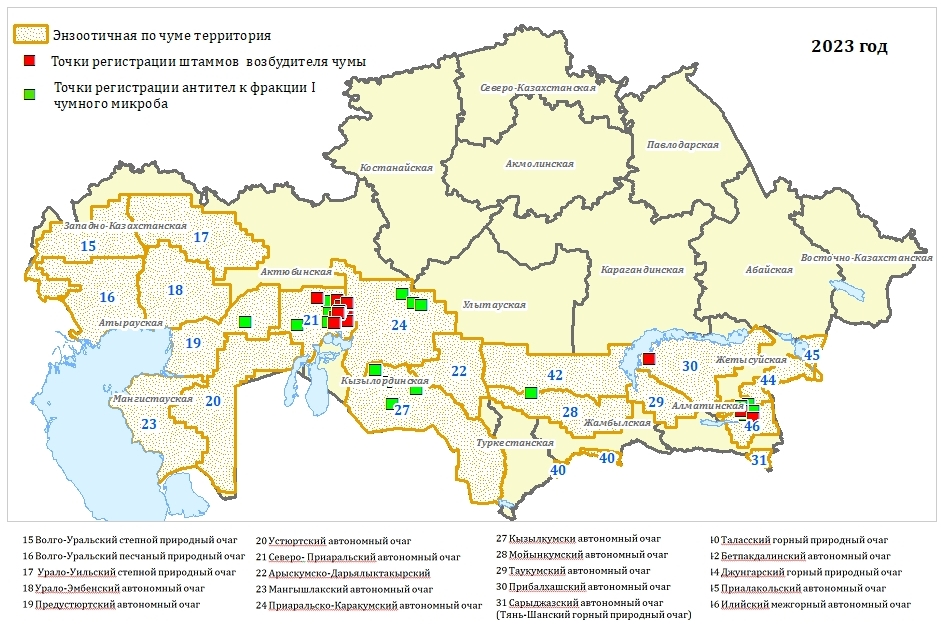 2023 год
Энзоотичная по чуме территория
Точки регистрации штаммов возбудителя чумы
Точки регистрации антител к фракции I
чумного микроба
Северо-Казахстанская
Костанайская
Акмолинская
Павлодарская
Западно-Казахстанская
15
17
Актюбинская
Карагандинская
Абайская
Восточно-Казахстанская
16
18
Улытауская
Атырауская
21
24
19
22
42
30
Жетысуйская
45
44
Кызылординская
Мангистауская
20
27
28
29
Алматинская
23
Жамбылская
46
Туркестанская
40
40
31
15 Волго-Уральский степной природный очаг
16 Волго-Уральский песчаный природный очаг
17 Урало-Уильский степной природный очаг
18 Урало-Эмбенский автономный очаг
19 Предустюртский автономный очаг
20 Устюртский автономный очаг
21 Северо- Приаральский автономный очаг
22 Арыскумско-Дарьялыктакырский
23 Мангышлакский автономный очаг
24 Приаральско-Каракумский автономный очаг
27 Кызылкумски автономный очаг
28 Мойынкумский автономный очаг
29 Таукумский автономный очаг
30 Прибалхашский автономный очаг
31 Сарыджазский автономный очаг
(Тянь-Шанский горный природный очаг)
40 Таласский горный природный очаг
42 Бетпакдалинский автономный очаг
44 Джунгарский горный природный очаг
45 Приалакольский автономный очаг
46 Илийский межгорный автономный очаг